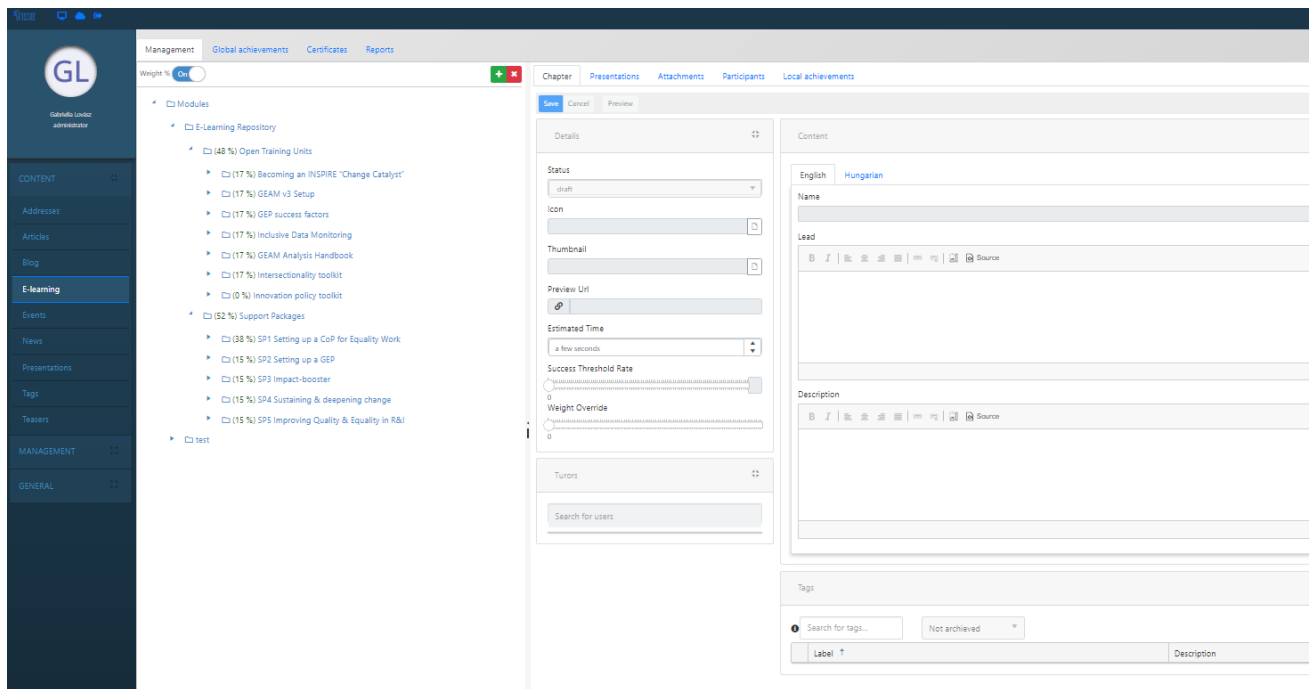 GL
Gabriella Lovász
administrator
CONTENT
Addresses
Articles
Blog
E-learning
Events
News
Presentations
Tags
Teasers
MANAGEMENT
GENERAL
Management Global achievements Certificates Reports
Weight % On
Modules
E-Learning Repository
(48 %) Open Training Units
(17 %) Becoming an INSPIRE “Change Catalyst”
(17 %) GEAM v3 Setup
(17 %) GEP success factors
(17 %) Inclusive Data Monitoring
(17 %) GEAM Analysis Handbook
(17 %) Intersectionality toolkit
(0 %) Innovation policy toolkit
(52 %) Support Packages
(38 %) SP1 Setting up a CoP for Equality Work
(15 %) SP2 Setting up a GEP
(15 %) SP3 Impact-booster
(15 %) SP4 Sustaining & deepening change
(15 %) SP5 Improving Quality & Equality in R&I
test
Chapter Presentations Attachments Participants Local achievements
Save Cancel Preview
Details
Status
draft
Icon
Thumbnail
Preview Url
Estimated Time
a few seconds
Success Threshold Rate
0
Weight Override
0
Turors
Search for users
Content
English Hungarian
Name
Lead
B I Source
Description
B I Source
Tags
Search for tags... Not archived
Label ↑ Description